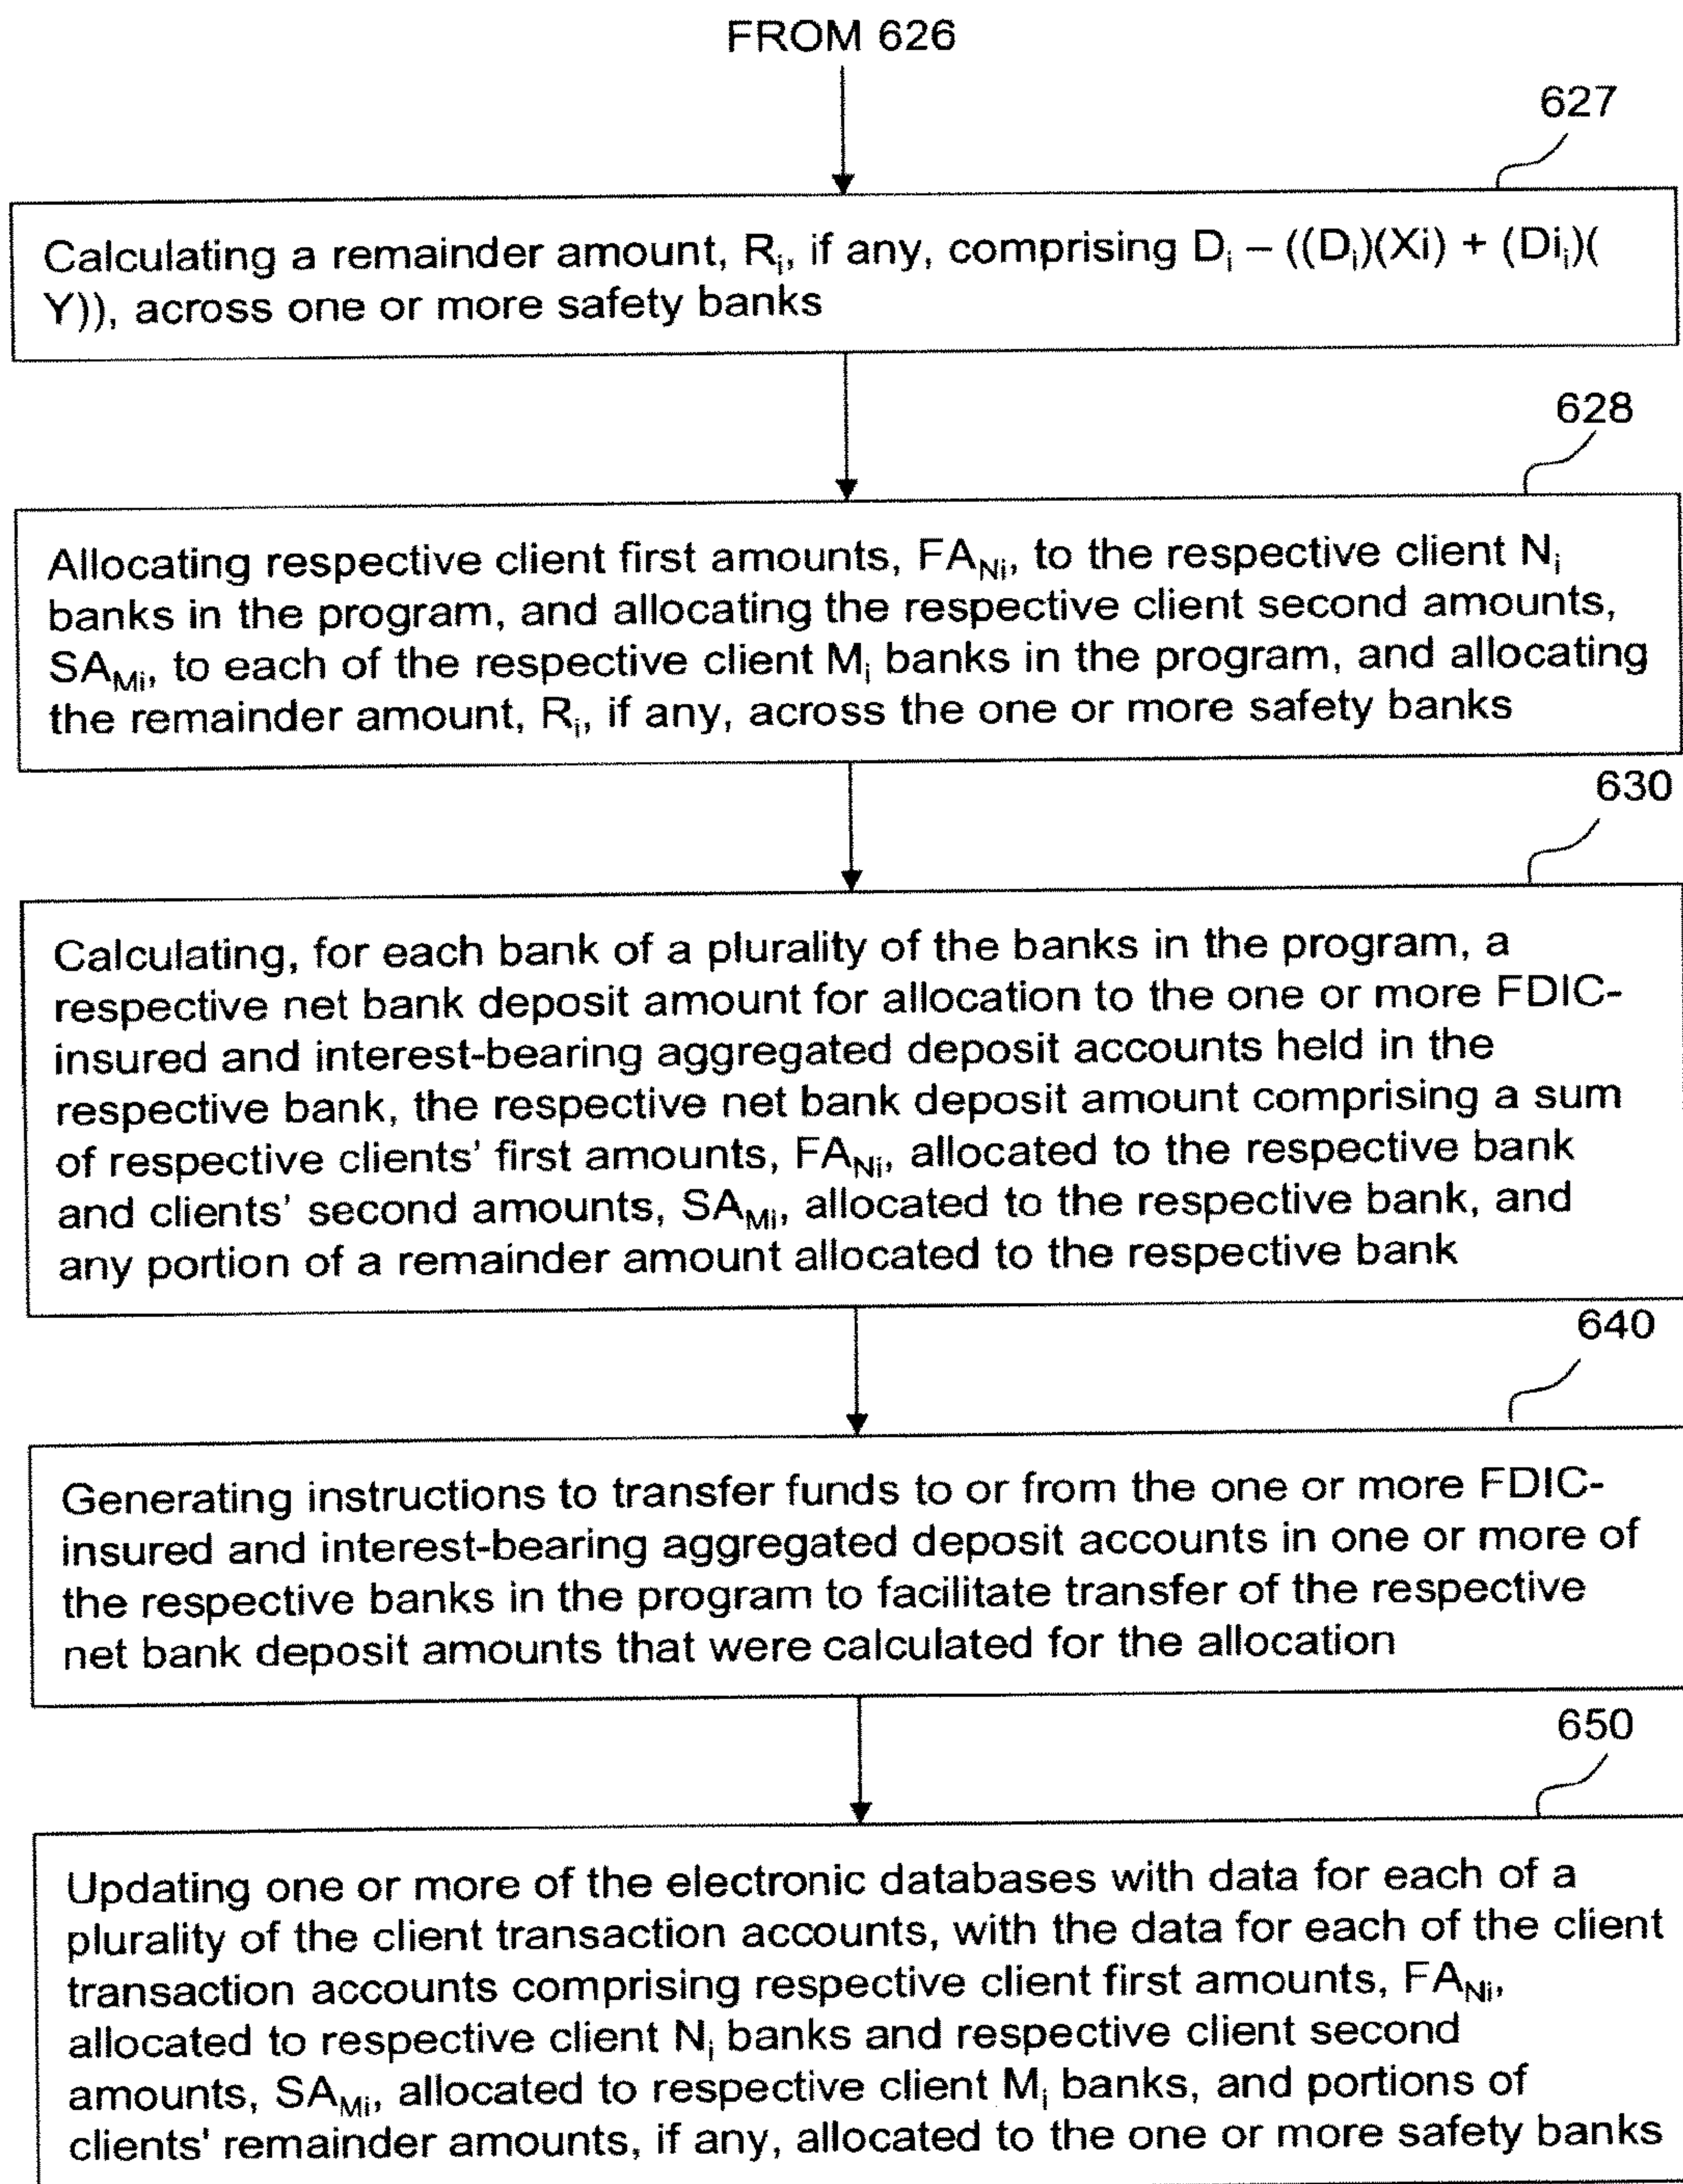 FROM 626
627
Calculating a remainder amount, Rᵢ, if any, comprising Dᵢ – ((Dᵢ)(Xi) + (Diᵢ)(
Y)), across one or more safety banks
628
Allocating respective client first amounts, FA_Ni, to the respective client Nᵢ
banks in the program, and allocating the respective client second amounts,
SA_Mi, to each of the respective client Mᵢ banks in the program, and allocating
the remainder amount, Rᵢ, if any, across the one or more safety banks
630
Calculating, for each bank of a plurality of the banks in the program, a
respective net bank deposit amount for allocation to the one or more FDIC-
insured and interest-bearing aggregated deposit accounts held in the
respective bank, the respective net bank deposit amount comprising a sum
of respective clients' first amounts, FA_Ni, allocated to the respective bank
and clients' second amounts, SA_Mi, allocated to the respective bank, and
any portion of a remainder amount allocated to the respective bank
640
Generating instructions to transfer funds to or from the one or more FDIC-
insured and interest-bearing aggregated deposit accounts in one or more of
the respective banks in the program to facilitate transfer of the respective
net bank deposit amounts that were calculated for the allocation
650
Updating one or more of the electronic databases with data for each of a
plurality of the client transaction accounts, with the data for each of the client
transaction accounts comprising respective client first amounts, FA_Ni,
allocated to respective client Nᵢ banks and respective client second
amounts, SA_Mi, allocated to respective client Mᵢ banks, and portions of
clients' remainder amounts, if any, allocated to the one or more safety banks